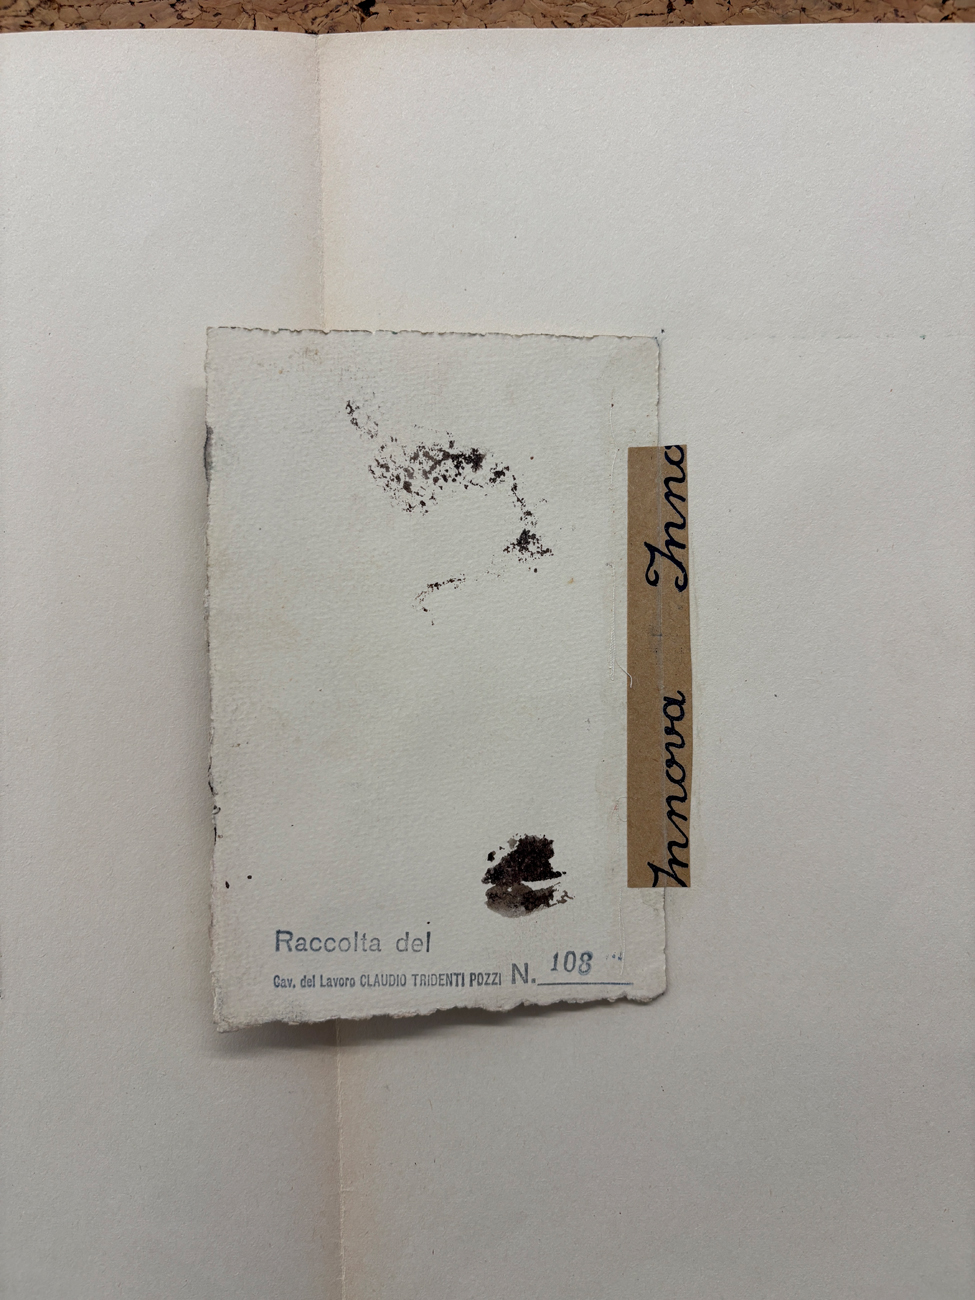 Raccolta del
Cav. del Lavoro CLAUDIO TRIDENTI POZZI N. 108
Innova Inno